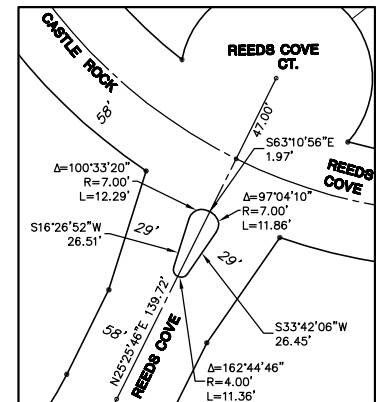 CASTLE ROCK
58'
REEDS COVE
CT.
47.00'
S63°10'56"E
1.97'
REEDS
COVE
Δ=100°33'20"
R=7.00'
L=12.29'
Δ=97°04'10"
R=7.00'
L=11.86'
S16°26'52"W
26.51'
29'
29'
S33°42'06"W
26.45'
58'
N25°25'46"E 139.72'
REEDS COVE
Δ=162°44'46"
R=4.00'
L=11.36'